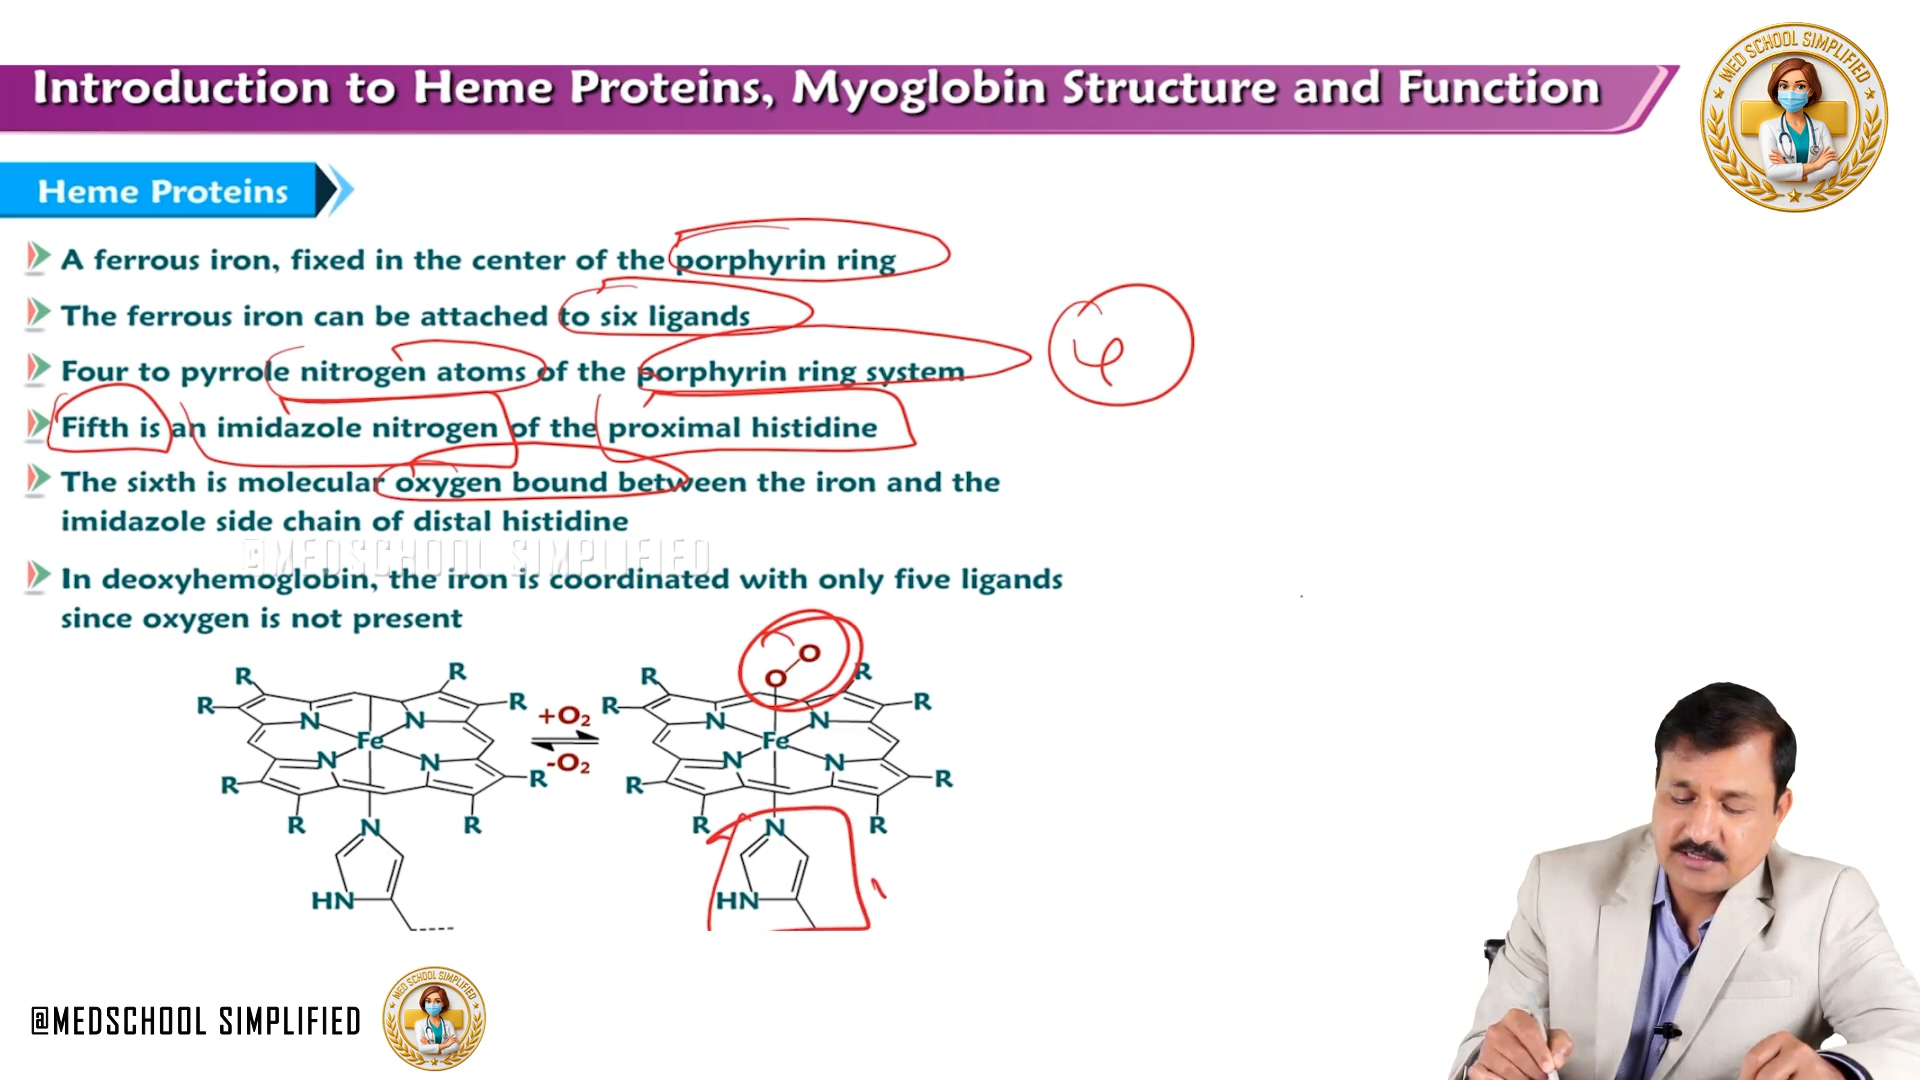 Introduction to Heme Proteins, Myoglobin Structure and Function
MED SCHOOL SIMPLIFIED
Heme Proteins
A ferrous iron, fixed in the center of the porphyrin ring
The ferrous iron can be attached to six ligands
Four to pyrrole nitrogen atoms of the porphyrin ring system
Fifth is an imidazole nitrogen of the proximal histidine
The sixth is molecular oxygen bound between the iron and the
imidazole side chain of distal histidine
@MEDSCHOOL SIMPLIFIED
In deoxyhemoglobin, the iron is coordinated with only five ligands
since oxygen is not present
R R R R N N Fe N N R R R R N HN
+O₂
-O₂
O O R R R R N N Fe N N R R R R N HN
@MEDSCHOOL SIMPLIFIED
MED SCHOOL SIMPLIFIED